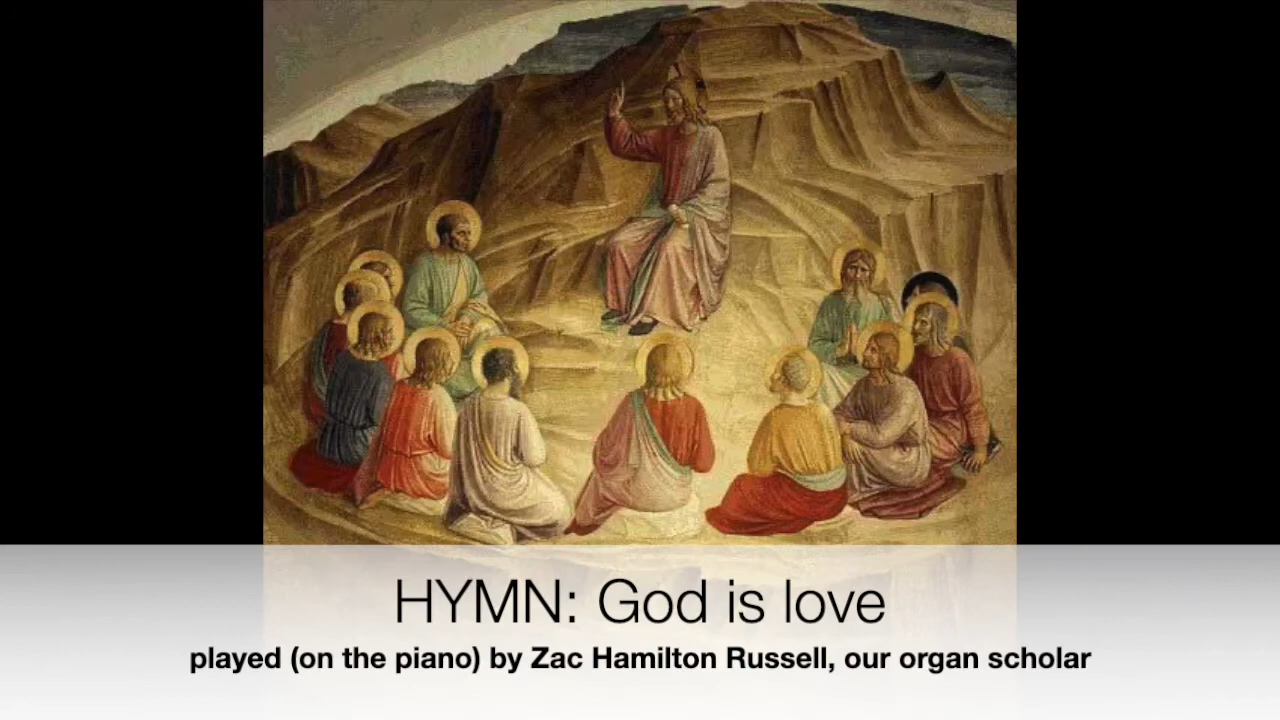 HYMN: God is love
played (on the piano) by Zac Hamilton Russell, our organ scholar